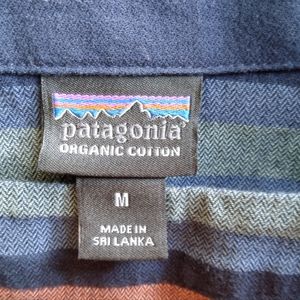 patagonia
ORGANIC COTTON
M
MADE IN
SRI LANKA